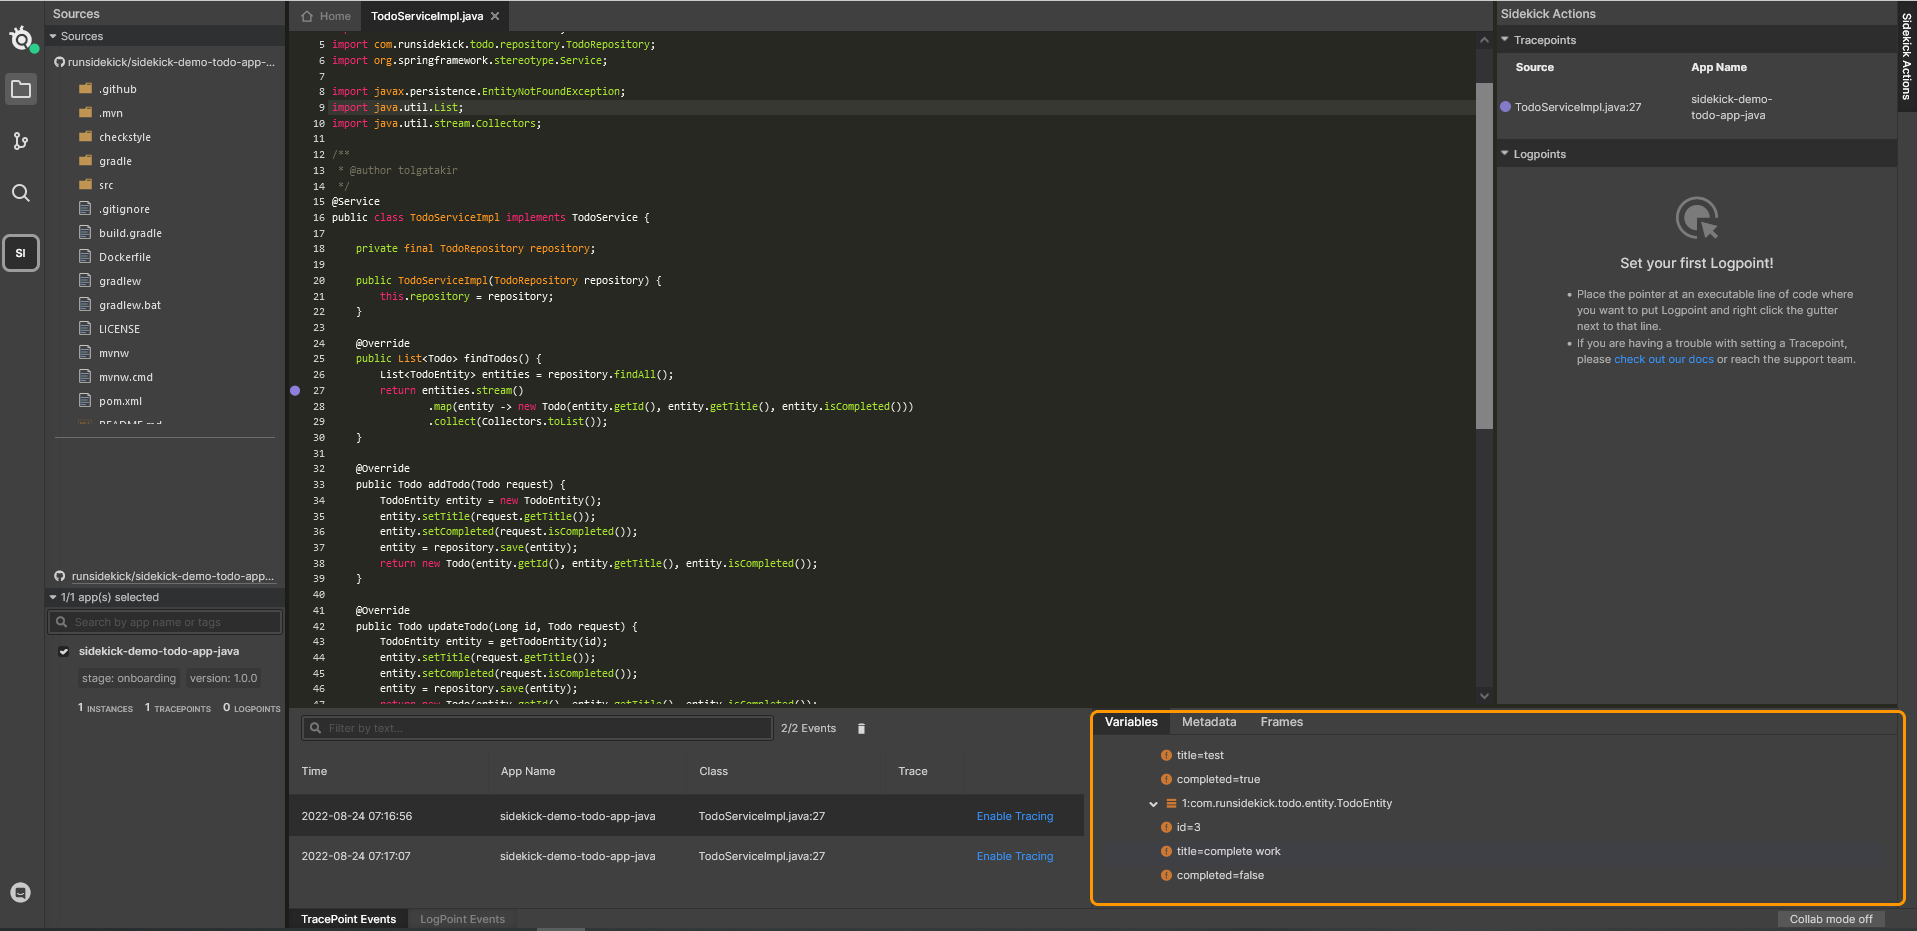 Sources
Sources
runsidekick/sidekick-demo-todo-app-...
.github
.mvn
checkstyle
gradle
src
.gitignore
build.gradle
Dockerfile
gradlew
gradlew.bat
LICENSE
mvnw
mvnw.cmd
pom.xml
README.md
SI
runsidekick/sidekick-demo-todo-app...
1/1 app(s) selected
Search by app name or tags
sidekick-demo-todo-app-java
stage: onboarding version: 1.0.0
1 INSTANCES 1 TRACEPOINTS 0 LOGPOINTS
Home TodoServiceImpl.java
5 import com.runsidekick.todo.repository.TodoRepository;
6 import org.springframework.stereotype.Service;
7
8 import javax.persistence.EntityNotFoundException;
9 import java.util.List;
10 import java.util.stream.Collectors;
11
12 /**
13 * @author tolgatakir
14 */
15 @Service
16 public class TodoServiceImpl implements TodoService {
17
18 private final TodoRepository repository;
19
20 public TodoServiceImpl(TodoRepository repository) {
21 this.repository = repository;
22 }
23
24 @Override
25 public List<Todo> findTodos() {
26 List<TodoEntity> entities = repository.findAll();
27 return entities.stream()
28 .map(entity -> new Todo(entity.getId(), entity.getTitle(), entity.isCompleted()))
29 .collect(Collectors.toList());
30 }
31
32 @Override
33 public Todo addTodo(Todo request) {
34 TodoEntity entity = new TodoEntity();
35 entity.setTitle(request.getTitle());
36 entity.setCompleted(request.isCompleted());
37 entity = repository.save(entity);
38 return new Todo(entity.getId(), entity.getTitle(), entity.isCompleted());
39 }
40
41 @Override
42 public Todo updateTodo(Long id, Todo request) {
43 TodoEntity entity = getTodoEntity(id);
44 entity.setTitle(request.getTitle());
45 entity.setCompleted(request.isCompleted());
46 entity = repository.save(entity);
47 return new Todo(entity.getId(), entity.getTitle(), entity.isCompleted());
Filter by text... 2/2 Events
Time App Name Class Trace
2022-08-24 07:16:56 sidekick-demo-todo-app-java TodoServiceImpl.java:27 Enable Tracing
2022-08-24 07:17:07 sidekick-demo-todo-app-java TodoServiceImpl.java:27 Enable Tracing
TracePoint Events LogPoint Events
Variables Metadata Frames
title=test
completed=true
1:com.runsidekick.todo.entity.TodoEntity
id=3
title=complete work
completed=false
Collab mode off
Sidekick Actions
Tracepoints
Source App Name
TodoServiceImpl.java:27 sidekick-demo-
todo-app-java
Logpoints
Set your first Logpoint!
• Place the pointer at an executable line of code where
you want to put Logpoint and right click the gutter
next to that line.
• If you are having a trouble with setting a Tracepoint,
please check out our docs or reach the support team.
Sidekick Actions